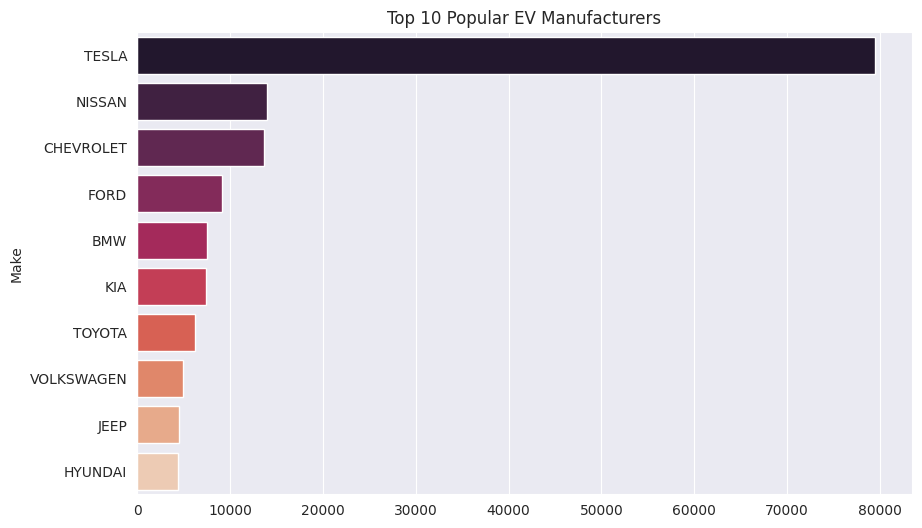 Top 10 Popular EV Manufacturers
Make
TESLA
NISSAN
CHEVROLET
FORD
BMW
KIA
TOYOTA
VOLKSWAGEN
JEEP
HYUNDAI
0 10000 20000 30000 40000 50000 60000 70000 80000